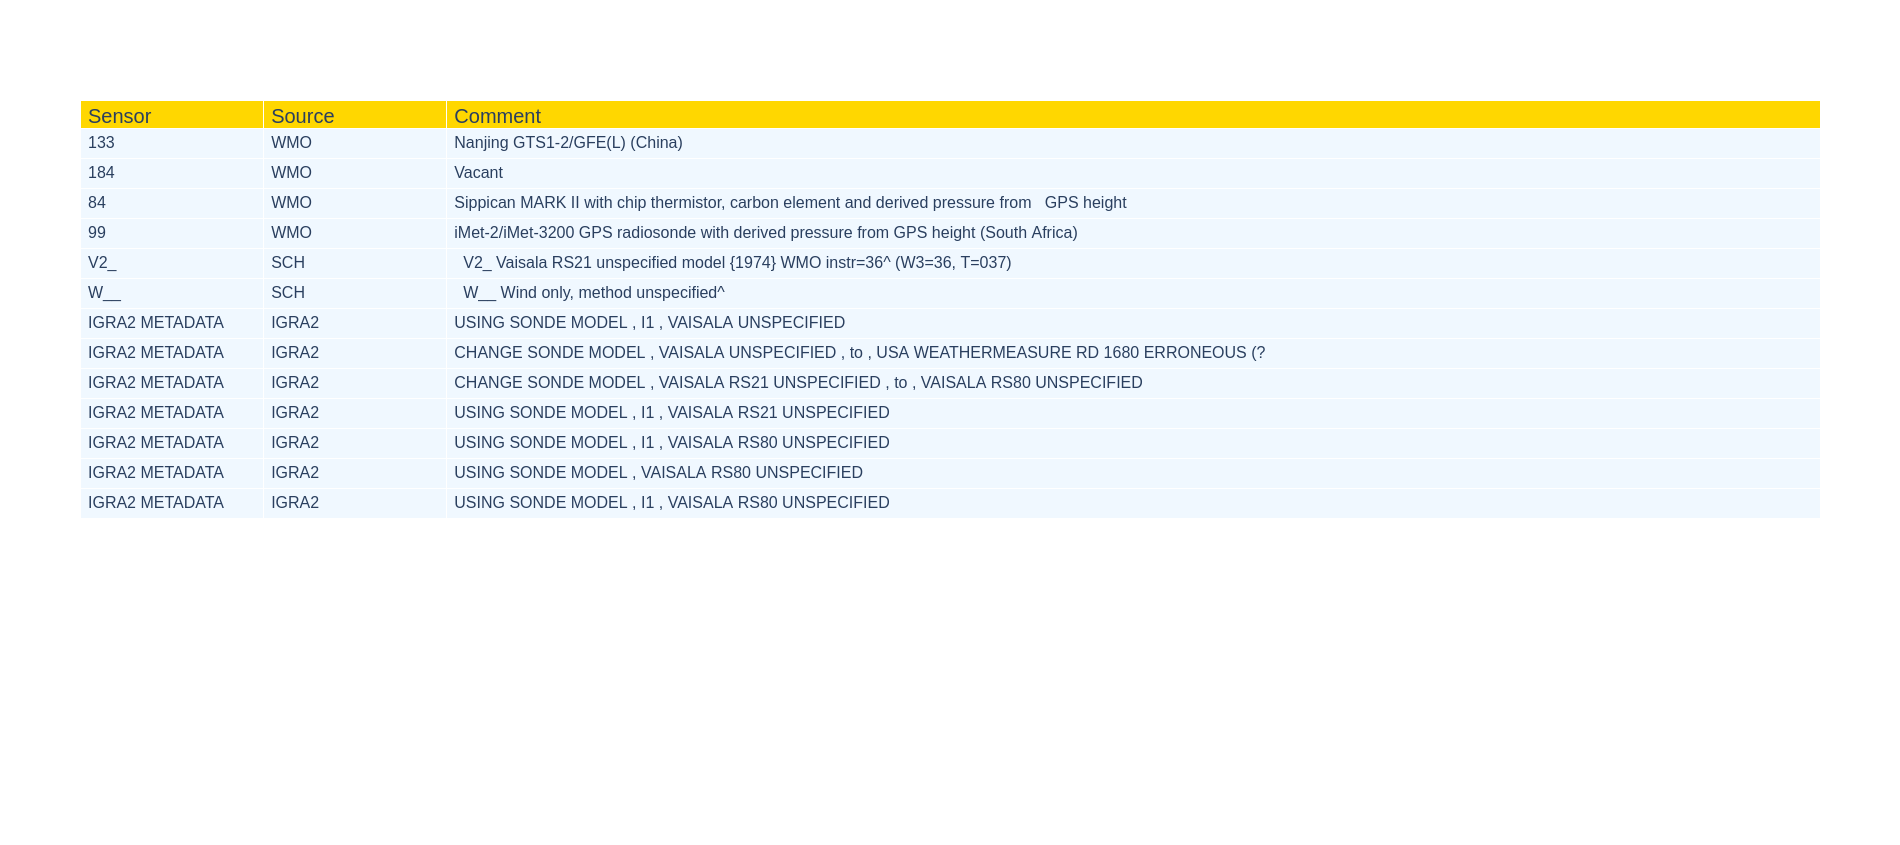 Sensor Source Comment
133 WMO Nanjing GTS1-2/GFE(L) (China)
184 WMO Vacant
84 WMO Sippican MARK II with chip thermistor, carbon element and derived pressure from   GPS height
99 WMO iMet-2/iMet-3200 GPS radiosonde with derived pressure from GPS height (South Africa)
V2_ SCH V2_ Vaisala RS21 unspecified model {1974} WMO instr=36^ (W3=36, T=037)
W__ SCH W__ Wind only, method unspecified^
IGRA2 METADATA IGRA2 USING SONDE MODEL , I1 , VAISALA UNSPECIFIED
IGRA2 METADATA IGRA2 CHANGE SONDE MODEL , VAISALA UNSPECIFIED , to , USA WEATHERMEASURE RD 1680 ERRONEOUS (?
IGRA2 METADATA IGRA2 CHANGE SONDE MODEL , VAISALA RS21 UNSPECIFIED , to , VAISALA RS80 UNSPECIFIED
IGRA2 METADATA IGRA2 USING SONDE MODEL , I1 , VAISALA RS21 UNSPECIFIED
IGRA2 METADATA IGRA2 USING SONDE MODEL , I1 , VAISALA RS80 UNSPECIFIED
IGRA2 METADATA IGRA2 USING SONDE MODEL , VAISALA RS80 UNSPECIFIED
IGRA2 METADATA IGRA2 USING SONDE MODEL , I1 , VAISALA RS80 UNSPECIFIED